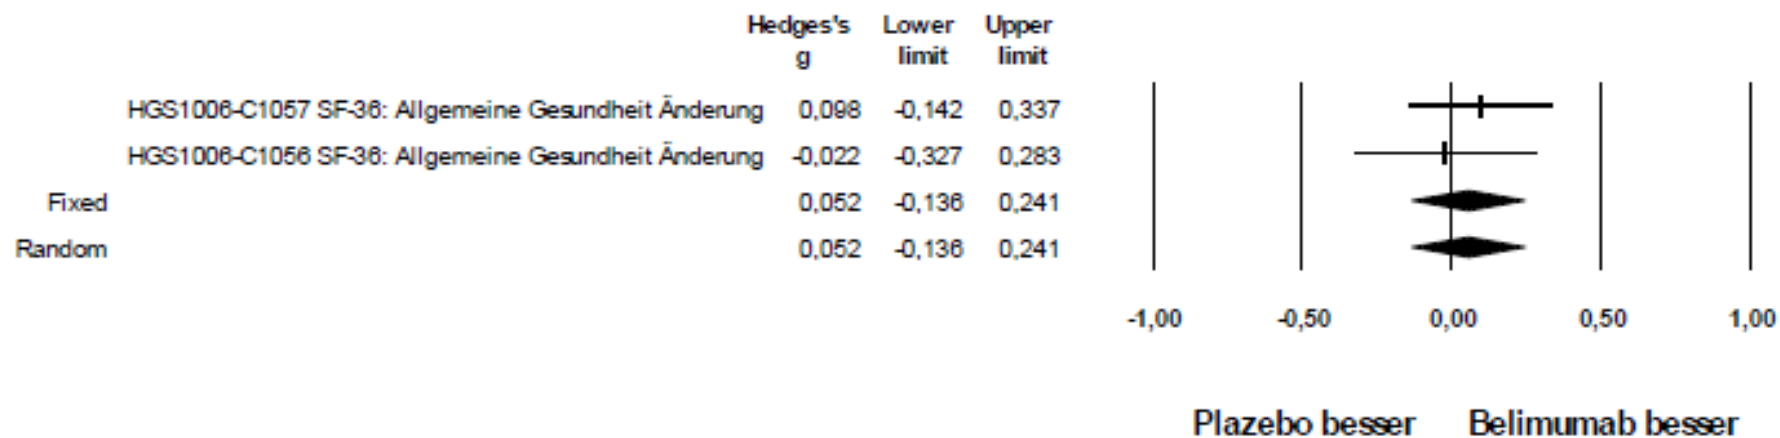 Hedges's Lower Upper
g limit limit
HGS1006-C1057 SF-36: Allgemeine Gesundheit Änderung 0,098 -0,142 0,337
HGS1006-C1056 SF-36: Allgemeine Gesundheit Änderung -0,022 -0,327 0,283
Fixed 0,052 -0,136 0,241
Random 0,052 -0,136 0,241
-1,00 -0,50 0,00 0,50 1,00
Plazebo besser Belimumab besser